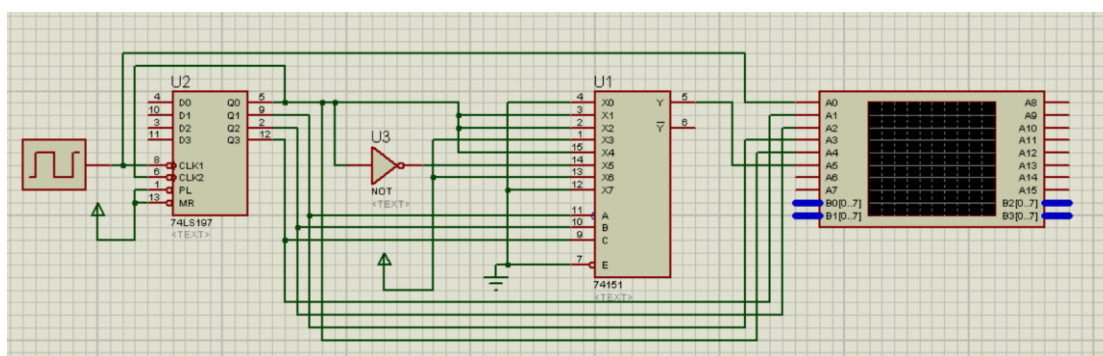 U2
4 D0 Q0 5
10 D1 Q1 9
3 D2 Q2 2
11 D3 Q3 12
8 CLK1
6 CLK2
1 PL
13 MR
74LS197
<TEXT>
U3
NOT
<TEXT>
U1
4 X0 Y 5
3 X1
2 X2 Y 6
1 X3
15 X4
14 X5
13 X6
12 X7
11 A
10 B
9 C
7 E
74151
<TEXT>
A0 A8
A1 A9
A2 A10
A3 A11
A4 A12
A5 A13
A6 A14
A7 A15
B0[0..7] B2[0..7]
B1[0..7] B3[0..7]